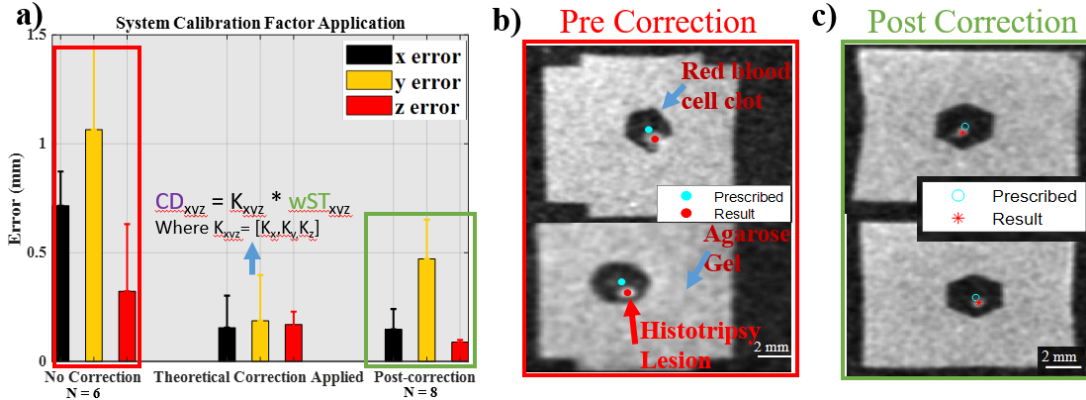 a)
System Calibration Factor Application
1.5
1
0.5
0
Error (mm)
x error
y error
z error
CDxyz = Kxyz * wSTxyz
Where Kxyz= [Kx,Ky,Kz]
No Correction
N = 6
Theoretical Correction Applied
Post-correction
N = 8
b)
Pre Correction
Red blood
cell clot
Prescribed
Result
Agarose
Gel
Histotripsy
Lesion
2 mm
c)
Post Correction
Prescribed
Result
2 mm